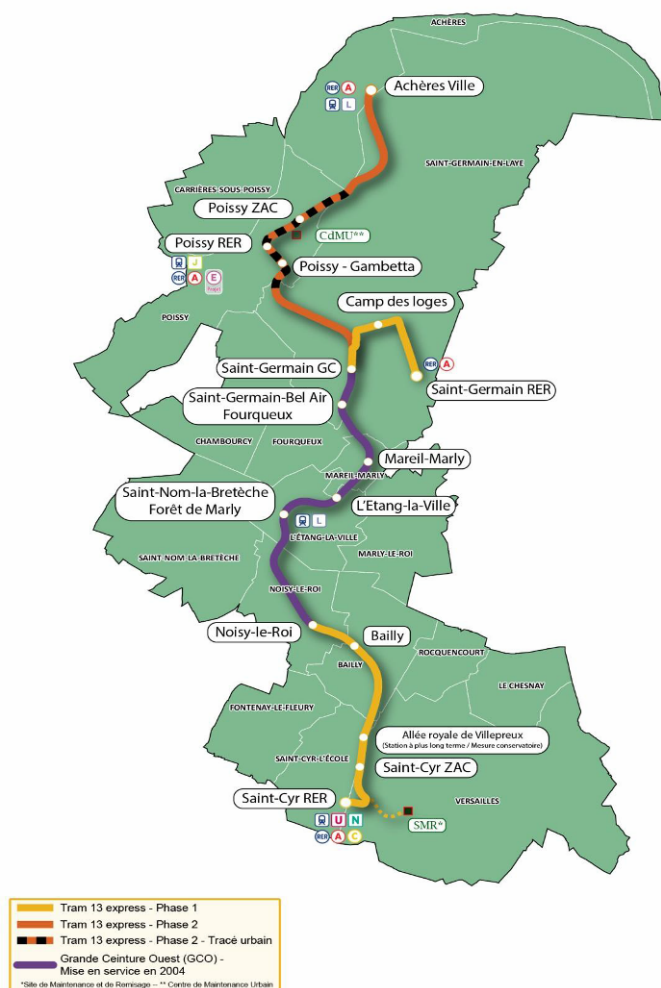 ACHÈRES
RER A
Achères Ville
L
SAINT-GERMAIN-EN-LAYE
CARRIÈRES-SOUS-POISSY
Poissy ZAC
CdMU**
Poissy RER
J
Poissy - Gambetta
RER A E
Camp des loges
POISSY
Saint-Germain GC
RER A
Saint-Germain RER
Saint-Germain-Bel Air
Fourqueux
CHAMBOURCY
FOURQUEUX
Mareil-Marly
MAREIL-MARLY
Saint-Nom-la-Bretèche
Forêt de Marly
L'Etang-la-Ville
L
L'ÉTANG-LA-VILLE
SAINT-NOM-LA-BRETÈCHE
MARLY-LE-ROI
NOISY-LE-ROI
Noisy-le-Roi
Bailly
BAILLY
ROCQUENCOURT
LE CHESNAY
FONTENAY-LE-FLEURY
Allée royale de Villepreux
(Station à plus long terme / Mesure conservatoire)
SAINT-CYR-L'ÉCOLE
Saint-Cyr ZAC
Saint-Cyr RER
VERSAILLES
SMR*
U N
RER A C
Tram 13 express - Phase 1
Tram 13 express - Phase 2
Tram 13 express - Phase 2 - Tracé urbain
Grande Ceinture Ouest (GCO) -
Mise en service en 2004
*Site de Maintenance et de Remisage -- ** Centre de Maintenance Urbain